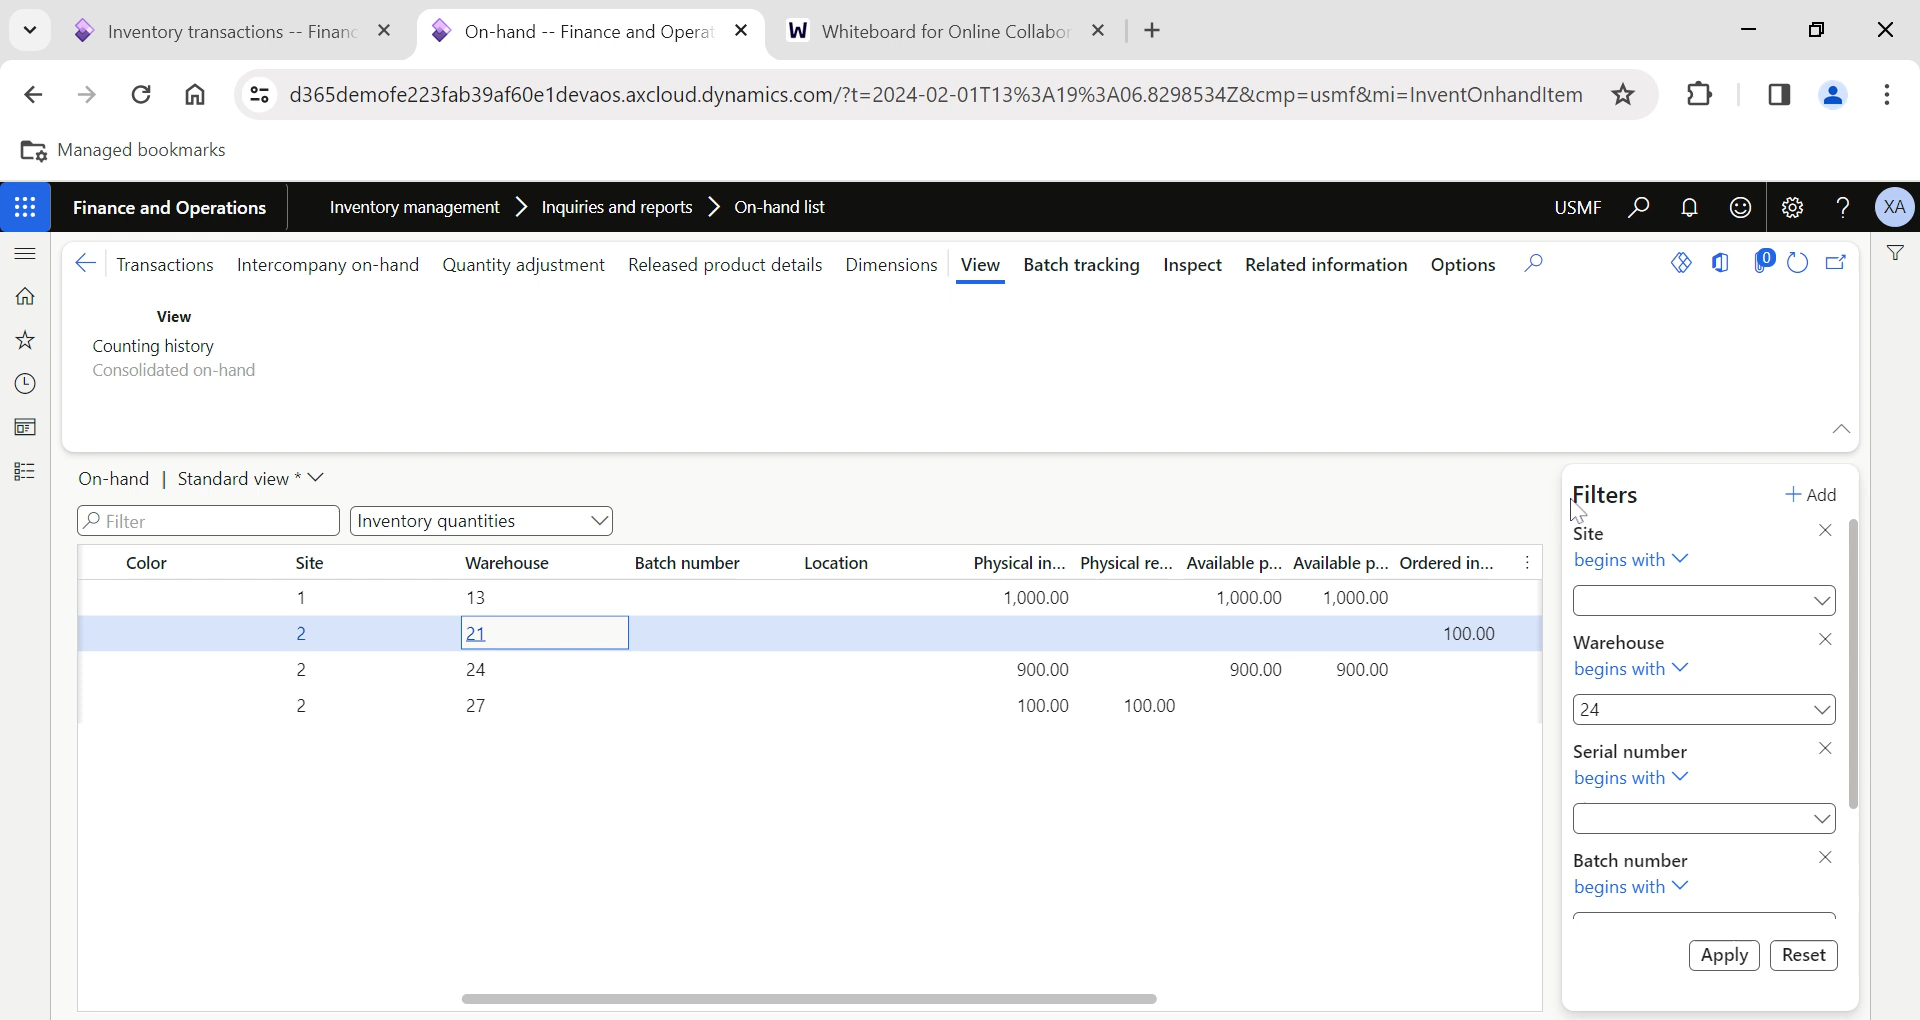 Inventory transactions -- Financ
On-hand -- Finance and Operat
W Whiteboard for Online Collabor
d365demofe223fab39af60e1devaos.axcloud.dynamics.com/?t=2024-02-01T13%3A19%3A06.8298534Z&cmp=usmf&mi=InventOnhandItem
Managed bookmarks
Finance and Operations
Inventory management > Inquiries and reports > On-hand list
USMF
XA
Transactions Intercompany on-hand Quantity adjustment Released product details Dimensions View Batch tracking Inspect Related information Options
0
View
Counting history
Consolidated on-hand
On-hand | Standard view *
Filter
Inventory quantities
Color Site Warehouse Batch number Location Physical in... Physical re... Available p... Available p... Ordered in...
1 13 1,000.00 1,000.00 1,000.00
2 21 100.00
2 24 900.00 900.00 900.00
2 27 100.00 100.00
Filters
+ Add
Site
begins with
Warehouse
begins with
24
Serial number
begins with
Batch number
begins with
Apply Reset